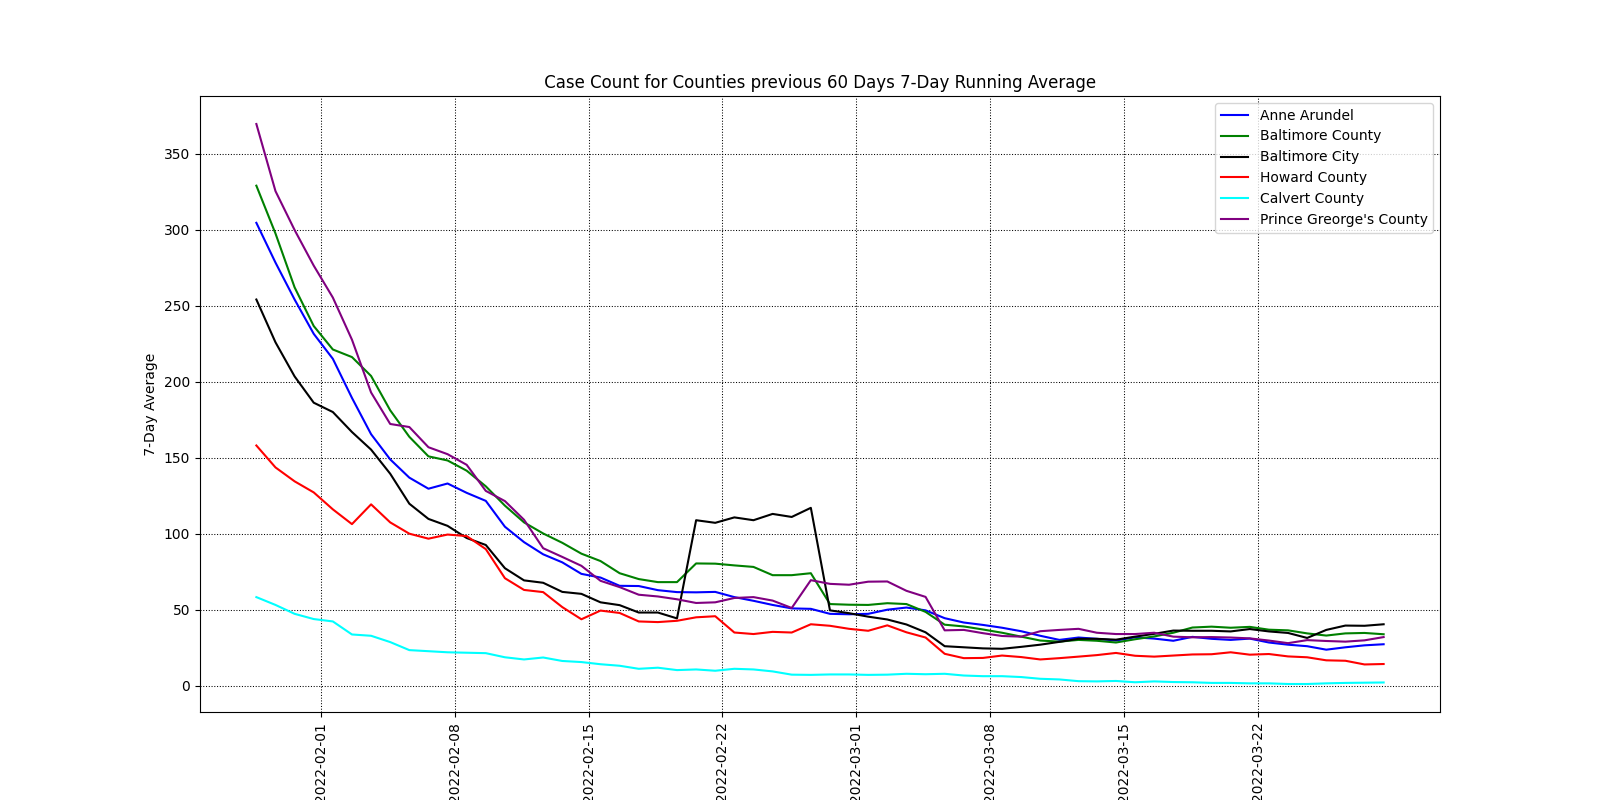 Case Count for Counties previous 60 Days 7-Day Running Average
Anne Arundel
Baltimore County
Baltimore City
Howard County
Calvert County
Prince Greorge's County
7-Day Average
350
300
250
200
150
100
50
0
2022-02-01
2022-02-08
2022-02-15
2022-02-22
2022-03-01
2022-03-08
2022-03-15
2022-03-22